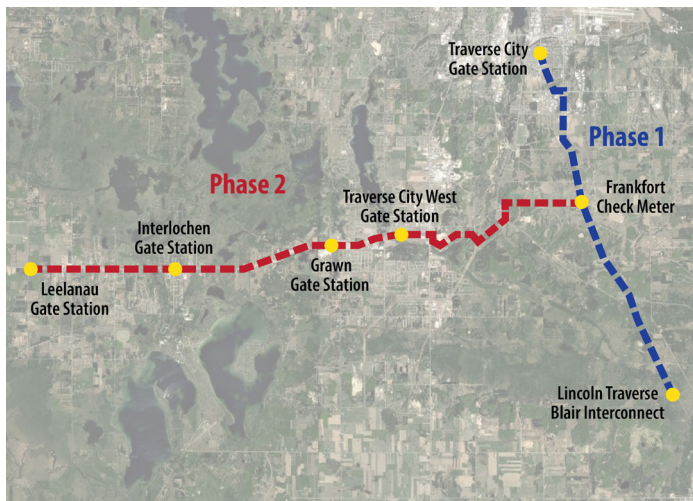 Traverse City
Gate Station
Phase 1
Phase 2
Frankfort
Check Meter
Traverse City West
Gate Station
Interlochen
Gate Station
Grawn
Gate Station
Leelanau
Gate Station
Lincoln Traverse
Blair Interconnect